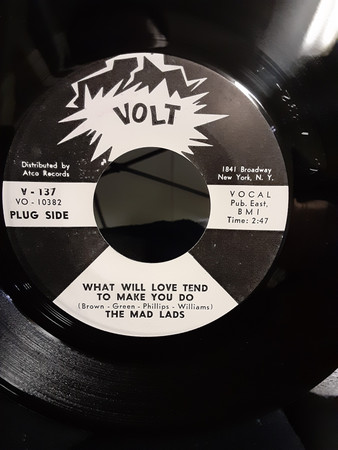 VOLT
Distributed by
Atco Records
1841 Broadway
New York, N. Y.
V - 137
VO - 10382
PLUG SIDE
VOCAL
Pub. East,
BMI
Time: 2:47
WHAT WILL LOVE TEND
TO MAKE YOU DO
(Brown - Green - Phillips - Williams)
THE MAD LADS